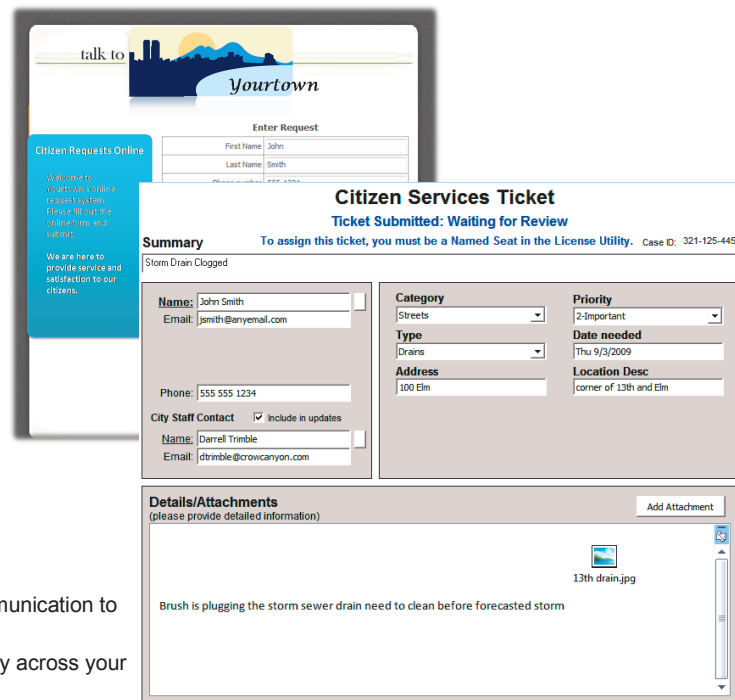 talk to
Yourtown
Enter Request
Citizen Requests Online
First Name John
Last Name Smith
Welcome to
Yourtown's online
request system.
Please fill out the
online form and
submit.
We are here to
provide service and
satisfaction to our
citizens.
Citizen Services Ticket
Ticket Submitted: Waiting for Review
Summary To assign this ticket, you must be a Named Seat in the License Utility. Case ID: 321-125-445
Storm Drain Clogged
Name: John Smith
Email: jsmith@anyemail.com
Phone: 555 555 1234
City Staff Contact Include in updates
Name: Darrell Trimble
Email: dtrimble@crowcanyon.com
Category
Streets
Type
Drains
Address
100 Elm
Priority
2-Important
Date needed
Thu 9/3/2009
Location Desc
corner of 13th and Elm
Details/Attachments
(please provide detailed information)
Add Attachment
13th drain.jpg
Brush is plugging the storm sewer drain need to clean before forecasted storm
munication to
y across your